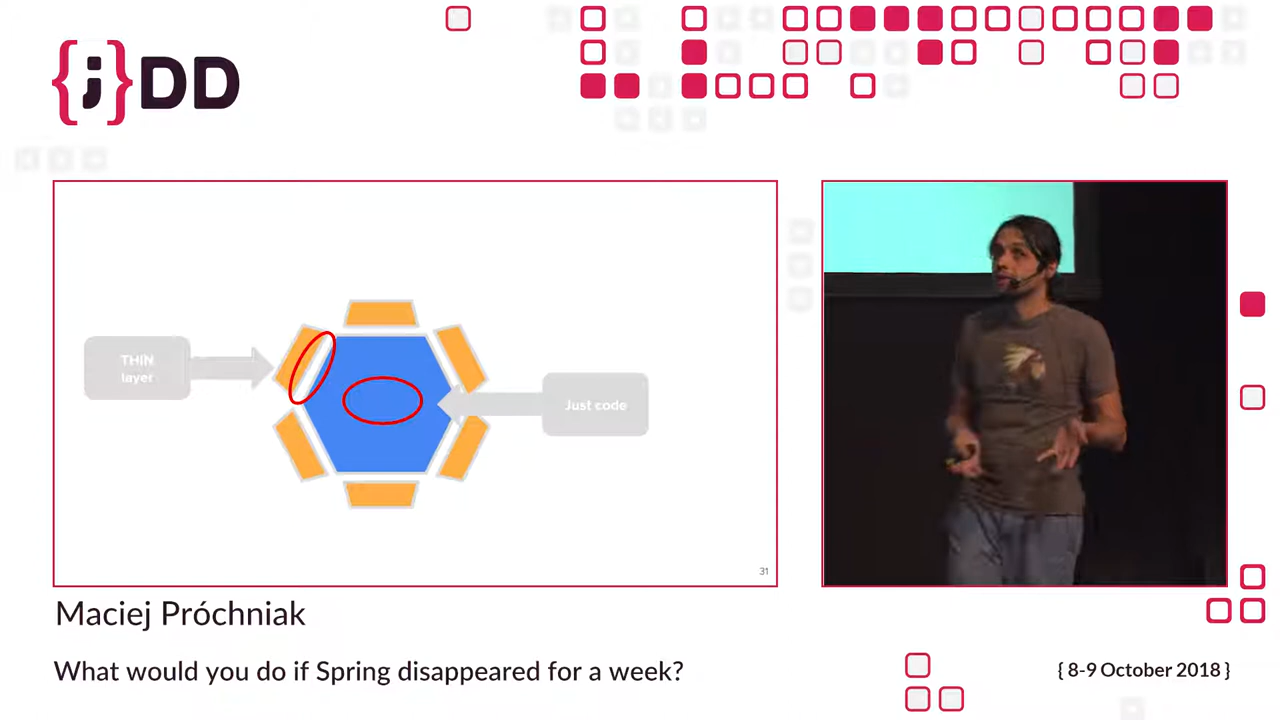 {j}DD
THIN
layer
Just code
31
Maciej Próchniak
What would you do if Spring disappeared for a week?
{ 8-9 October 2018 }